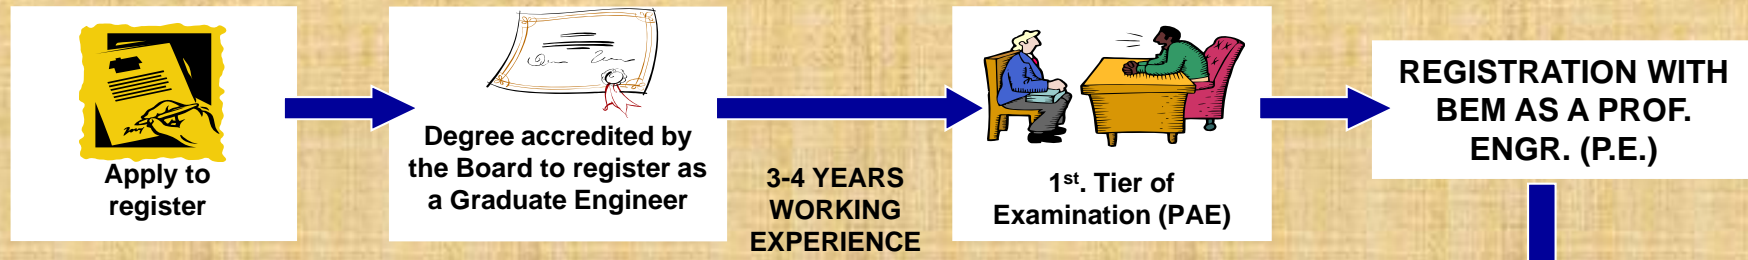 Apply to
register
Degree accredited by
the Board to register as
a Graduate Engineer
3-4 YEARS
WORKING
EXPERIENCE
1st. Tier of
Examination (PAE)
REGISTRATION WITH
BEM AS A PROF.
ENGR. (P.E.)